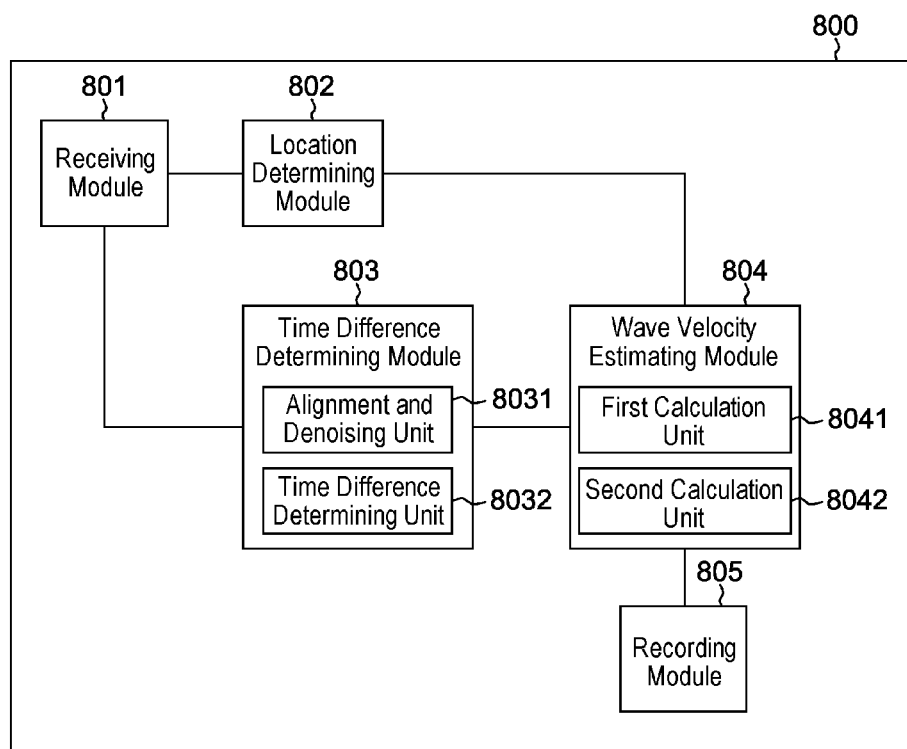 800
801
802
Receiving
Module
Location
Determining
Module
803
804
Time Difference
Determining Module
Wave Velocity
Estimating Module
Alignment and
Denoising Unit
8031
First Calculation
Unit
8041
Time Difference
Determining Unit
8032
Second Calculation
Unit
8042
805
Recording
Module